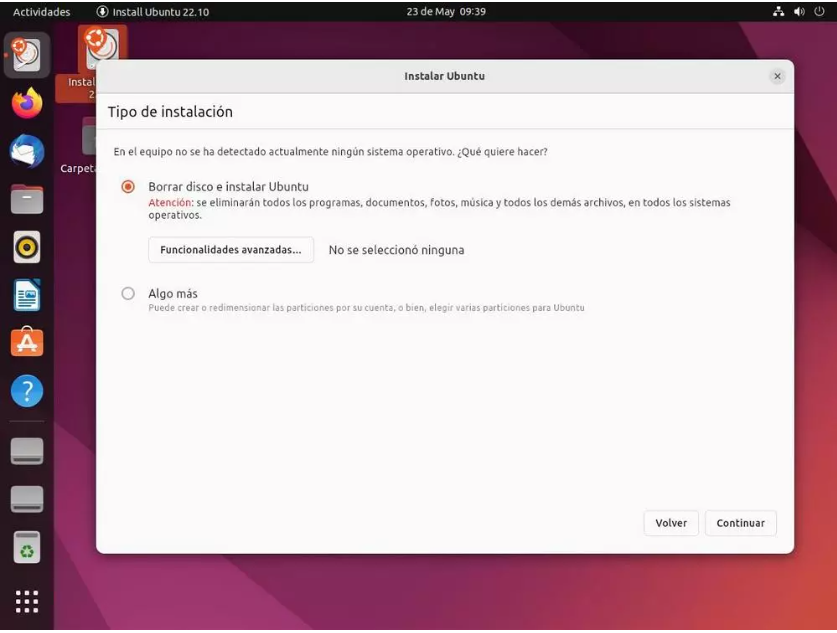 Actividades
Install Ubuntu 22.10
23 de May 09:39
Instal
2
Carpeta
Instalar Ubuntu
Tipo de instalación
En el equipo no se ha detectado actualmente ningún sistema operativo. ¿Qué quiere hacer?
Borrar disco e instalar Ubuntu
Atención: se eliminarán todos los programas, documentos, fotos, música y todos los demás archivos, en todos los sistemas
operativos.
Funcionalidades avanzadas... No se seleccionó ninguna
Algo más
Puede crear o redimensionar las particiones por su cuenta, o bien, elegir varias particiones para Ubuntu
Volver
Continuar